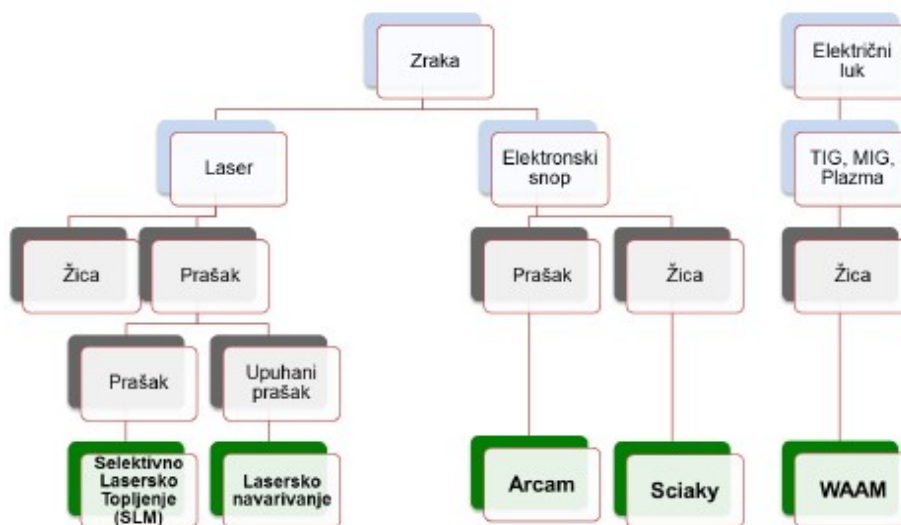 Zraka
Električni
luk
Laser
Elektronski
snop
TIG, MIG,
Plazma
Žica
Prašak
Prašak
Žica
Žica
Prašak
Upuhani
prašak
Selektivno
Lasersko
Topljenje
(SLM)
Lasersko
navarivanje
Arcam
Sciaky
WAAM